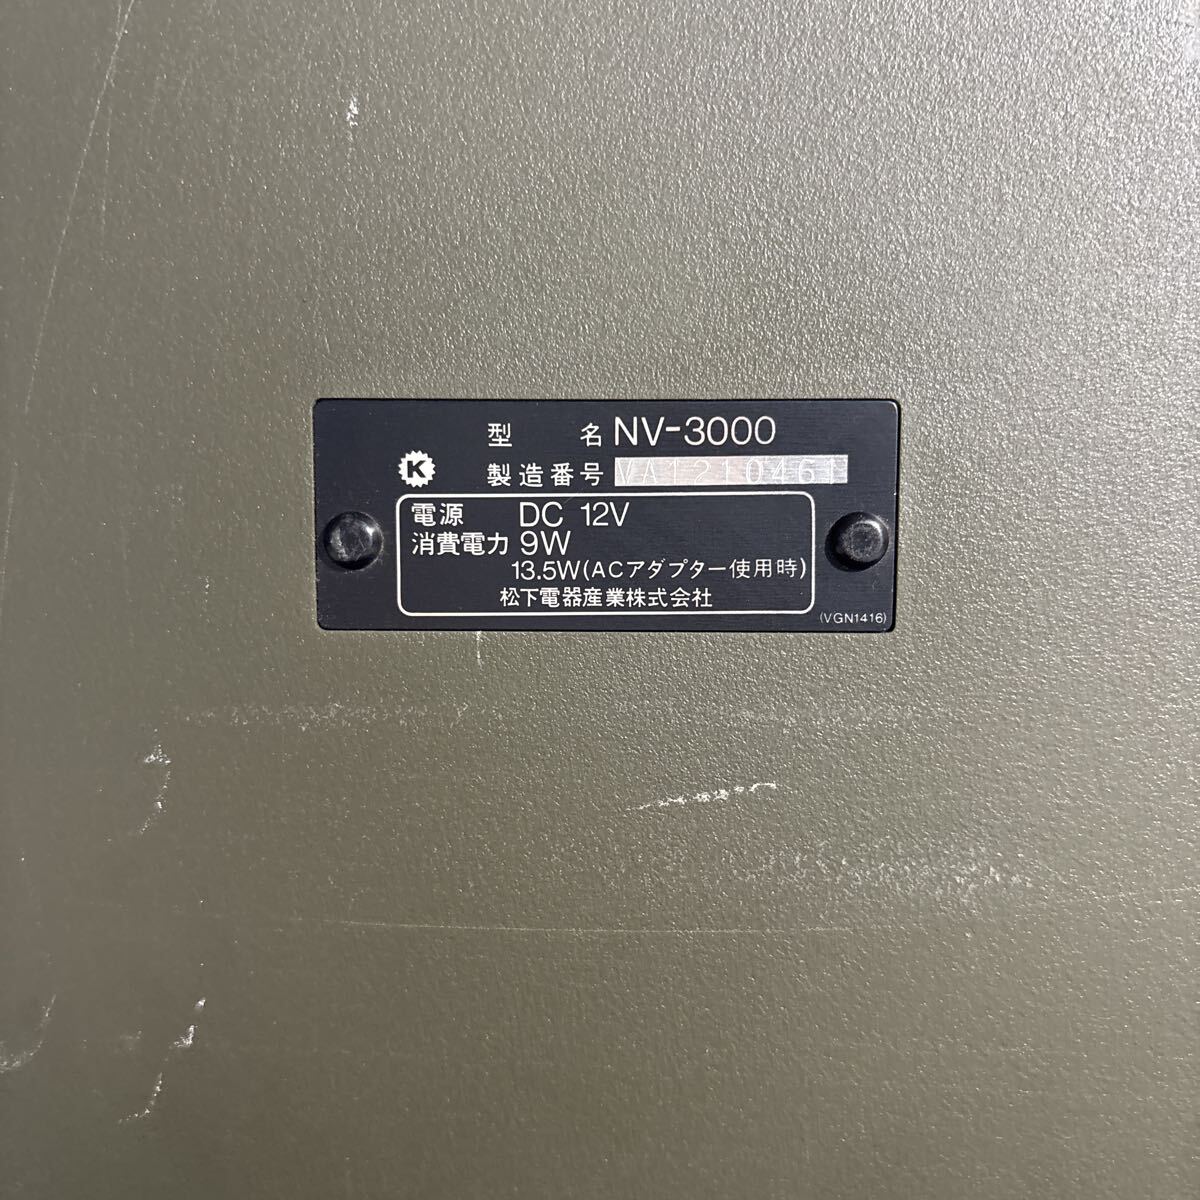 型 名 NV-3000
K 製造番号 VA1210461
電源 DC 12V
消費電力 9W
13.5W(ACアダプター使用時)
松下電器産業株式会社
(VGN1416)